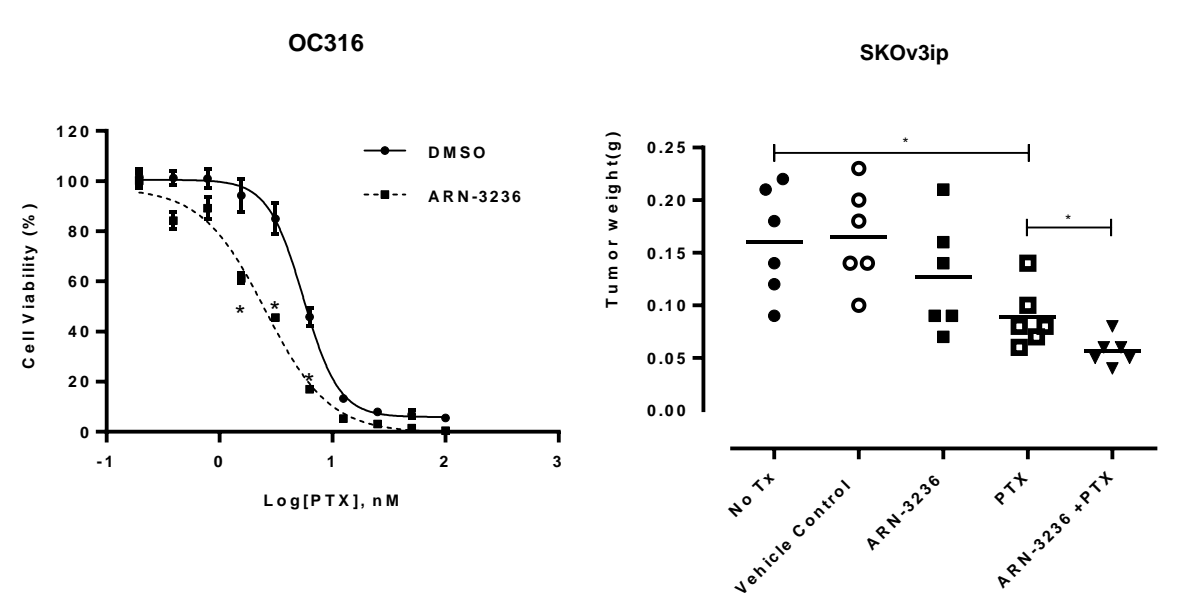 OC316
SKOv3ip
120
100
80
60
40
20
0
-1
0
1
2
3
Cell Viability (%)
Log[PTX], nM
DMSO
ARN-3236
*
*
*
Tumor weight(g)
0.25
0.20
0.15
0.10
0.05
0.00
*
*
No Tx
Vehicle Control
ARN-3236
PTX
ARN-3236 +PTX